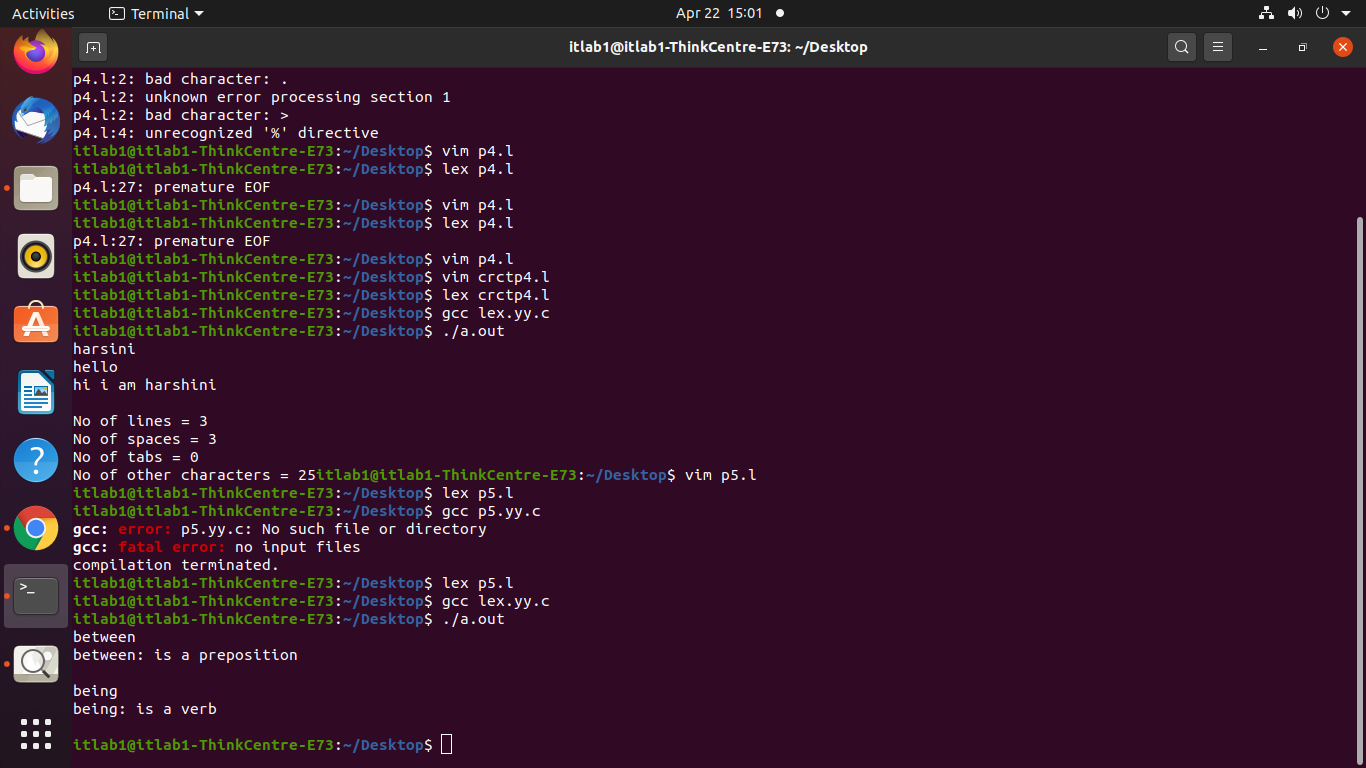 Activities
Terminal
Apr 22 15:01
itlab1@itlab1-ThinkCentre-E73: ~/Desktop
p4.l:2: bad character: .
p4.l:2: unknown error processing section 1
p4.l:2: bad character: >
p4.l:4: unrecognized '%' directive
itlab1@itlab1-ThinkCentre-E73:~/Desktop$ vim p4.l
itlab1@itlab1-ThinkCentre-E73:~/Desktop$ lex p4.l
p4.l:27: premature EOF
itlab1@itlab1-ThinkCentre-E73:~/Desktop$ vim p4.l
itlab1@itlab1-ThinkCentre-E73:~/Desktop$ lex p4.l
p4.l:27: premature EOF
itlab1@itlab1-ThinkCentre-E73:~/Desktop$ vim p4.l
itlab1@itlab1-ThinkCentre-E73:~/Desktop$ vim crctp4.l
itlab1@itlab1-ThinkCentre-E73:~/Desktop$ lex crctp4.l
itlab1@itlab1-ThinkCentre-E73:~/Desktop$ gcc lex.yy.c
itlab1@itlab1-ThinkCentre-E73:~/Desktop$ ./a.out
harsini
hello
hi i am harshini
No of lines = 3
No of spaces = 3
No of tabs = 0
No of other characters = 25itlab1@itlab1-ThinkCentre-E73:~/Desktop$ vim p5.l
itlab1@itlab1-ThinkCentre-E73:~/Desktop$ lex p5.l
itlab1@itlab1-ThinkCentre-E73:~/Desktop$ gcc p5.yy.c
gcc: error: p5.yy.c: No such file or directory
gcc: fatal error: no input files
compilation terminated.
itlab1@itlab1-ThinkCentre-E73:~/Desktop$ lex p5.l
itlab1@itlab1-ThinkCentre-E73:~/Desktop$ gcc lex.yy.c
itlab1@itlab1-ThinkCentre-E73:~/Desktop$ ./a.out
between
between: is a preposition
being
being: is a verb
itlab1@itlab1-ThinkCentre-E73:~/Desktop$